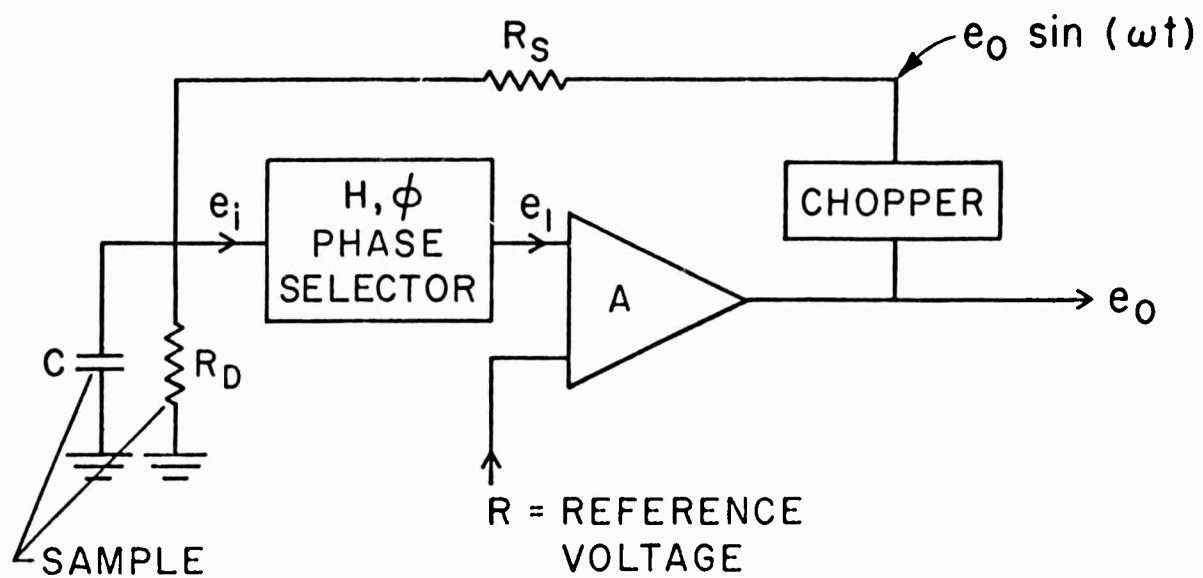 R_S
e_0 sin (ωt)
H, ϕ
PHASE
SELECTOR
e_i
e_1
CHOPPER
A
e_0
C
R_D
R = REFERENCE
VOLTAGE
SAMPLE